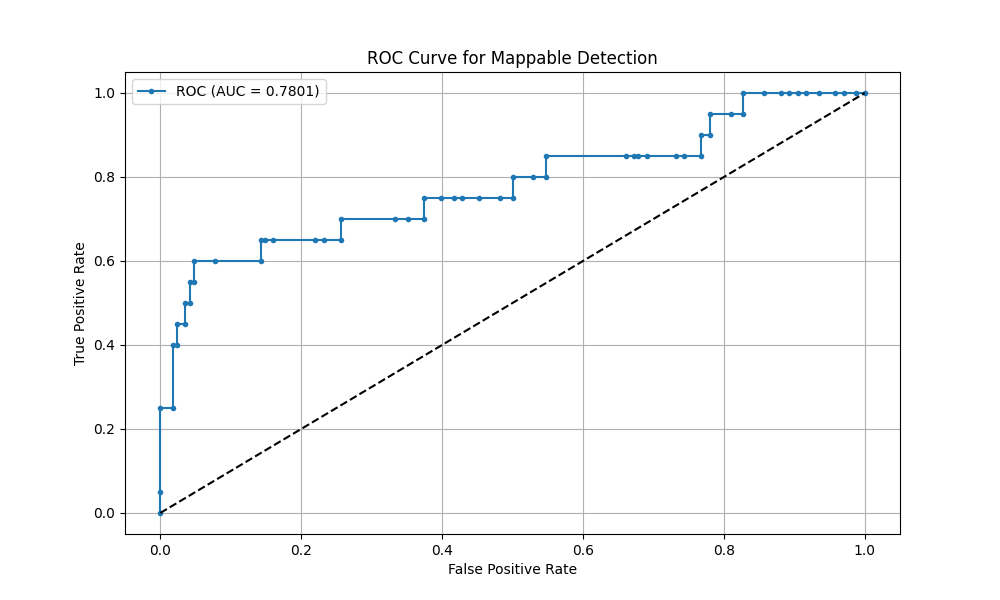 ROC Curve for Mappable Detection
ROC (AUC = 0.7801)
1.0
0.8
0.6
0.4
0.2
0.0
True Positive Rate
0.0 0.2 0.4 0.6 0.8 1.0
False Positive Rate